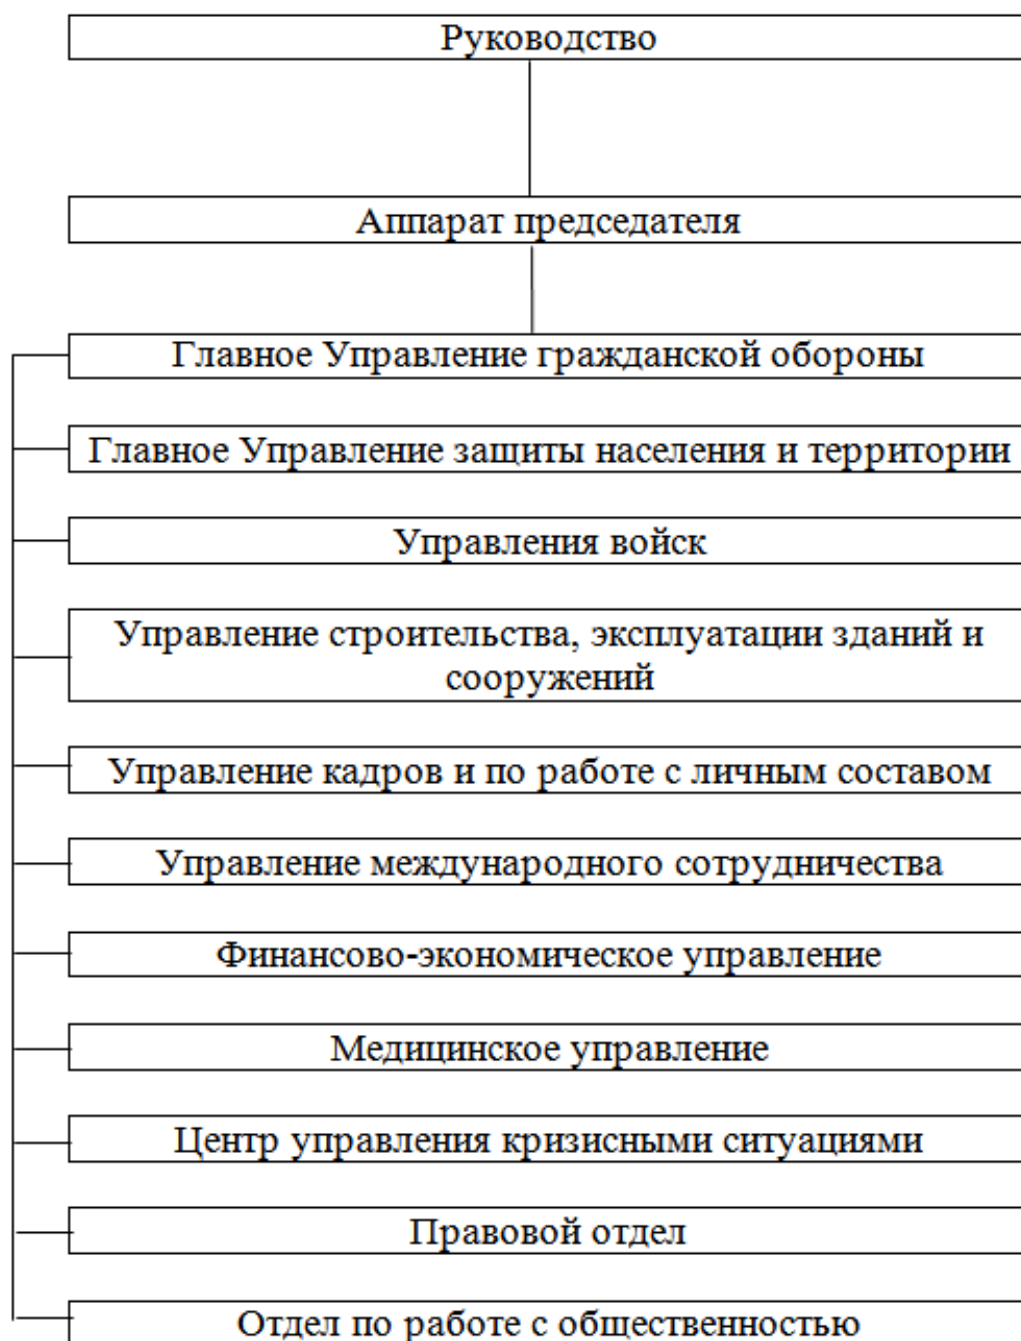 Руководство
Аппарат председателя
Главное Управление гражданской обороны
Главное Управление защиты населения и территории
Управления войск
Управление строительства, эксплуатации зданий и
сооружений
Управление кадров и по работе с личным составом
Управление международного сотрудничества
Финансово-экономическое управление
Медицинское управление
Центр управления кризисными ситуациями
Правовой отдел
Отдел по работе с общественностью